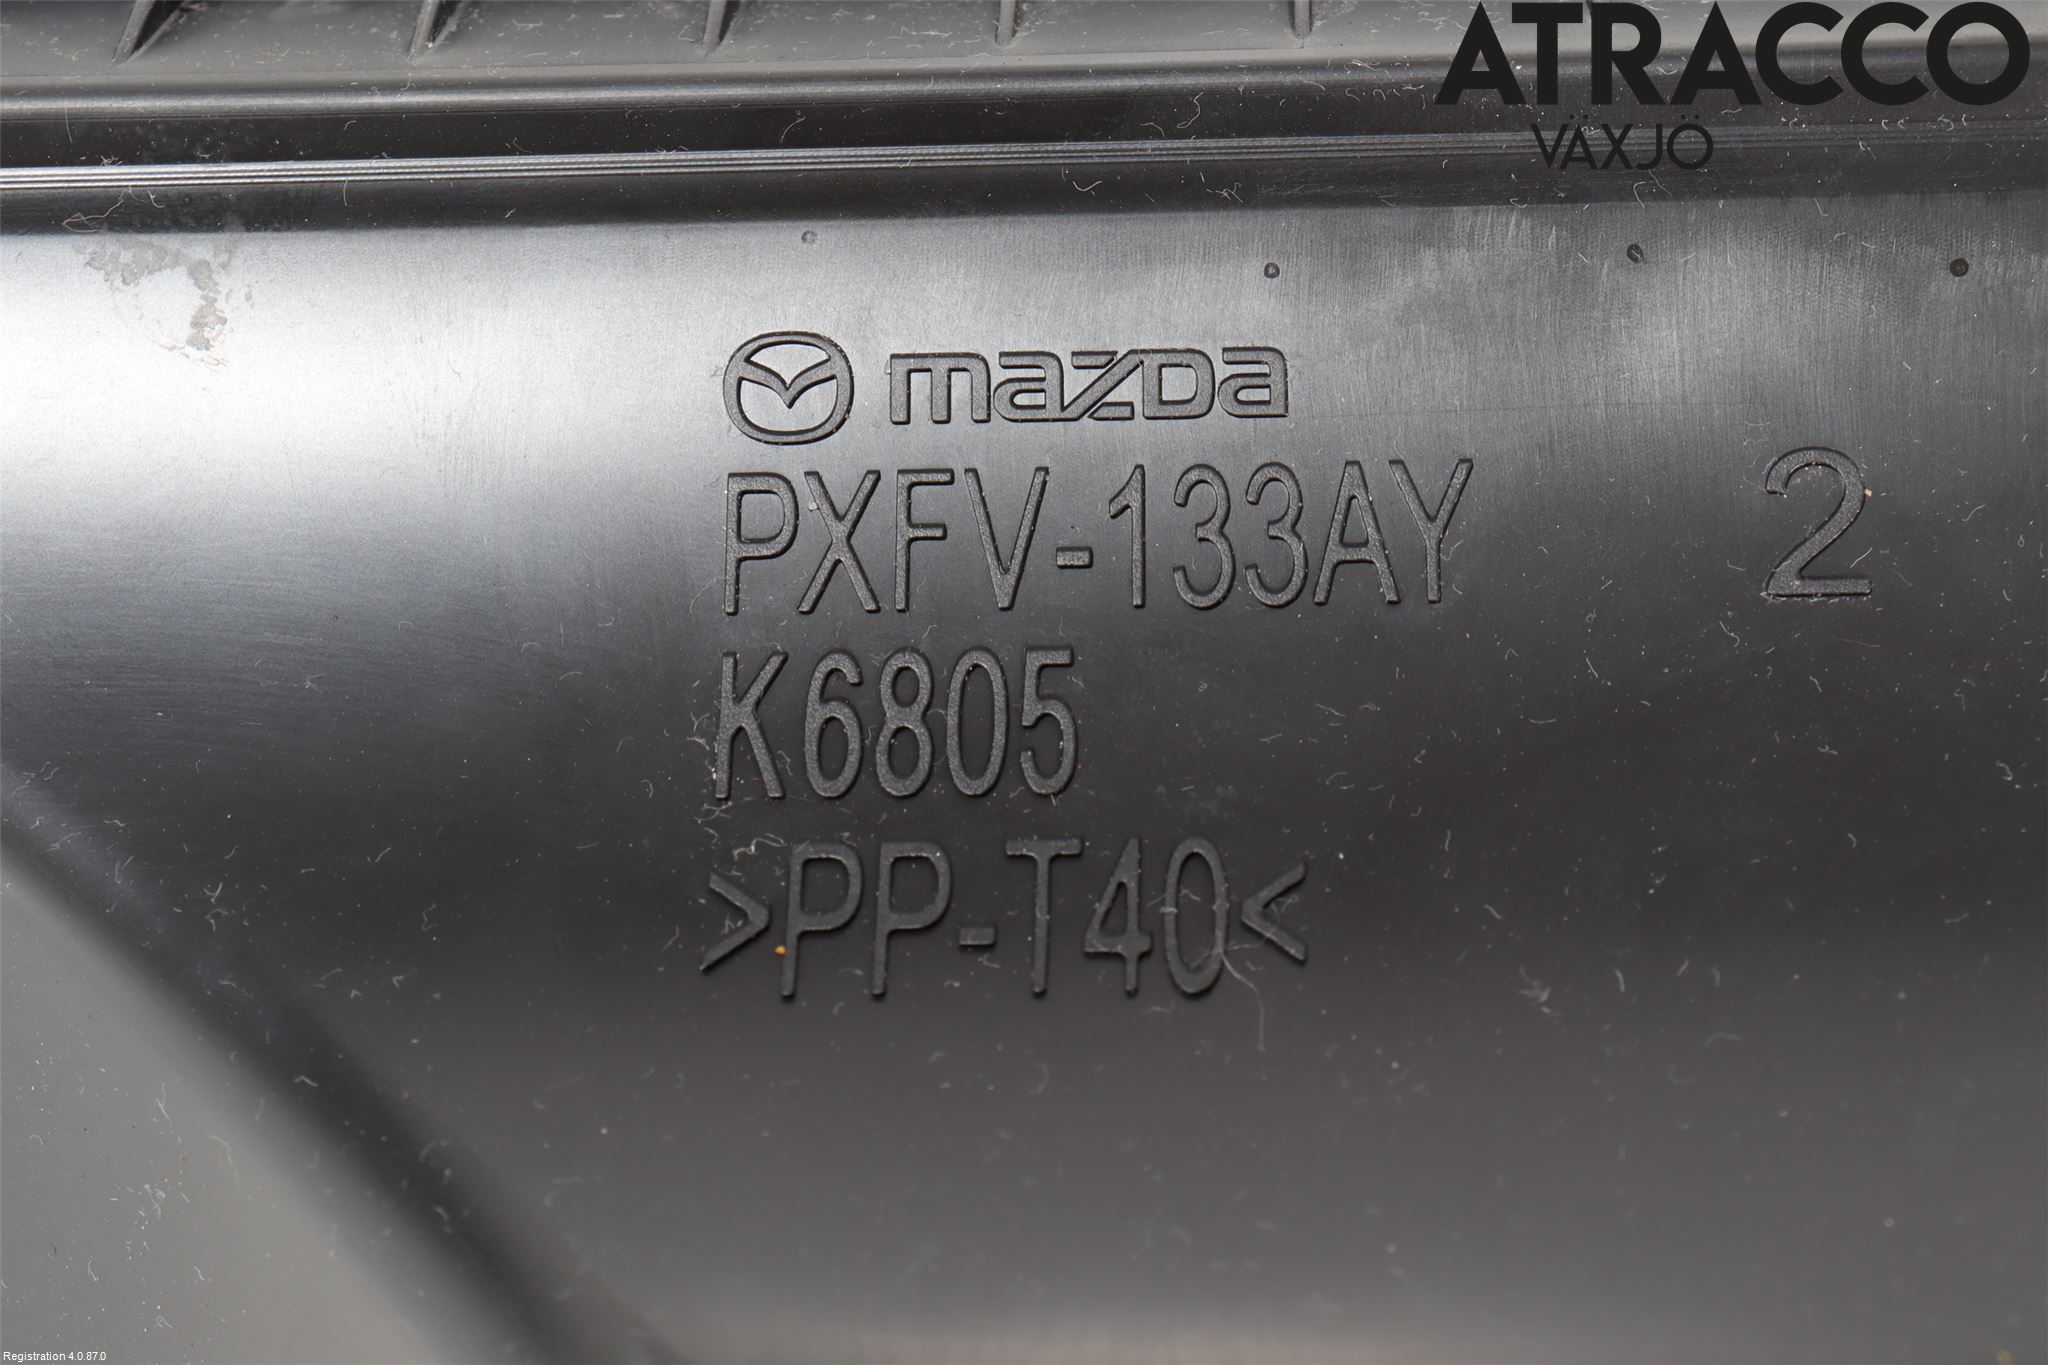 ATRACCO
VÄXJÖ
mazda
PXFV-133AY 2
K6805
>PP-T40<
Registration 4.0.87.0